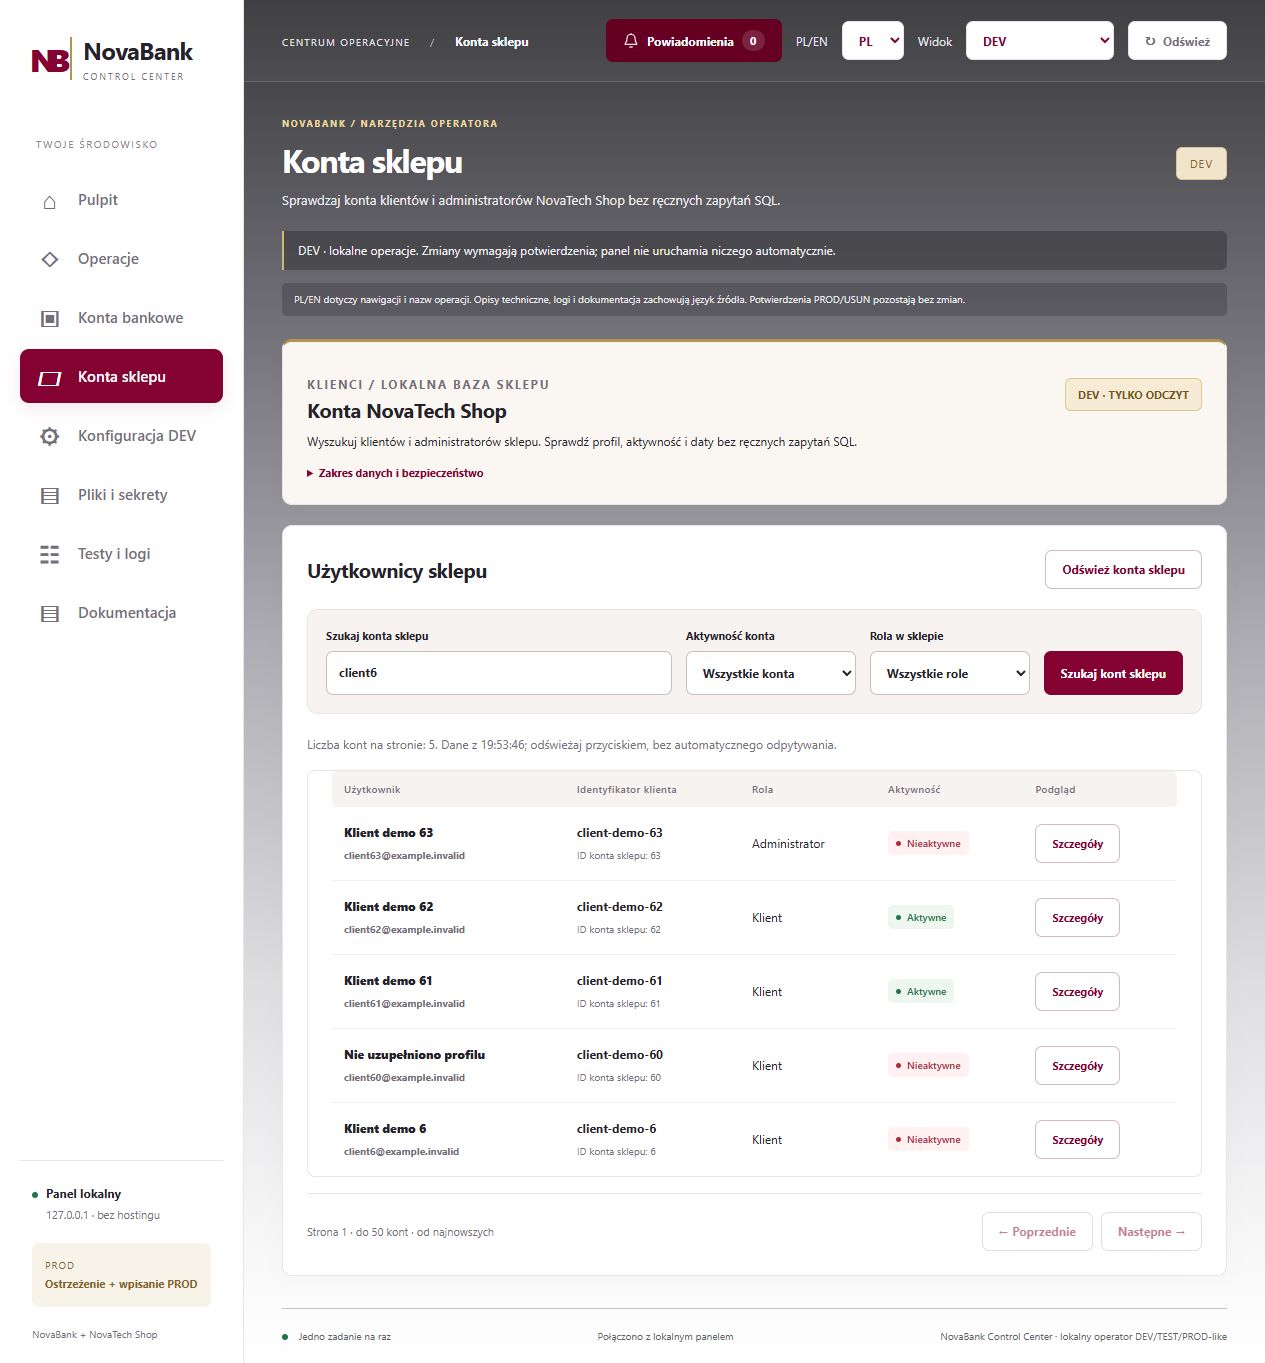 NB NovaBank
CONTROL CENTER
TWOJE ŚRODOWISKO
Pulpit
Operacje
Konta bankowe
Konta sklepu
Konfiguracja DEV
Pliki i sekrety
Testy i logi
Dokumentacja
Panel lokalny
127.0.0.1 · bez hostingu
PROD
Ostrzeżenie + wpisanie PROD
NovaBank + NovaTech Shop
CENTRUM OPERACYJNE / Konta sklepu
Powiadomienia 0
PL/EN PL
Widok DEV
↻ Odśwież
NOVABANK / NARZĘDZIA OPERATORA
Konta sklepu
DEV
Sprawdzaj konta klientów i administratorów NovaTech Shop bez ręcznych zapytań SQL.
DEV · lokalne operacje. Zmiany wymagają potwierdzenia; panel nie uruchamia niczego automatycznie.
PL/EN dotyczy nawigacji i nazw operacji. Opisy techniczne, logi i dokumentacja zachowują język źródła. Potwierdzenia PROD/USUN pozostają bez zmian.
KLIENCI / LOKALNA BAZA SKLEPU
Konta NovaTech Shop
DEV · TYLKO ODCZYT
Wyszukuj klientów i administratorów sklepu. Sprawdź profil, aktywność i daty bez ręcznych zapytań SQL.
▶ Zakres danych i bezpieczeństwo
Użytkownicy sklepu
Odśwież konta sklepu
Szukaj konta sklepu Aktywność konta Rola w sklepie
client6 Wszystkie konta Wszystkie role Szukaj kont sklepu
Liczba kont na stronie: 5. Dane z 19:53:46; odświeżaj przyciskiem, bez automatycznego odpytywania.
Użytkownik Identyfikator klienta Rola Aktywność Podgląd
Klient demo 63 client-demo-63
Administrator Nieaktywne Szczegóły
client63@example.invalid ID konta sklepu: 63
Klient demo 62 client-demo-62
Klient Aktywne Szczegóły
client62@example.invalid ID konta sklepu: 62
Klient demo 61 client-demo-61
Klient Aktywne Szczegóły
client61@example.invalid ID konta sklepu: 61
Nie uzupełniono profilu client-demo-60
Klient Nieaktywne Szczegóły
client60@example.invalid ID konta sklepu: 60
Klient demo 6 client-demo-6
Klient Nieaktywne Szczegóły
client6@example.invalid ID konta sklepu: 6
Strona 1 · do 50 kont · od najnowszych
← Poprzednie Następne →
Jedno zadanie na raz
Połączono z lokalnym panelem
NovaBank Control Center · lokalny operator DEV/TEST/PROD-like